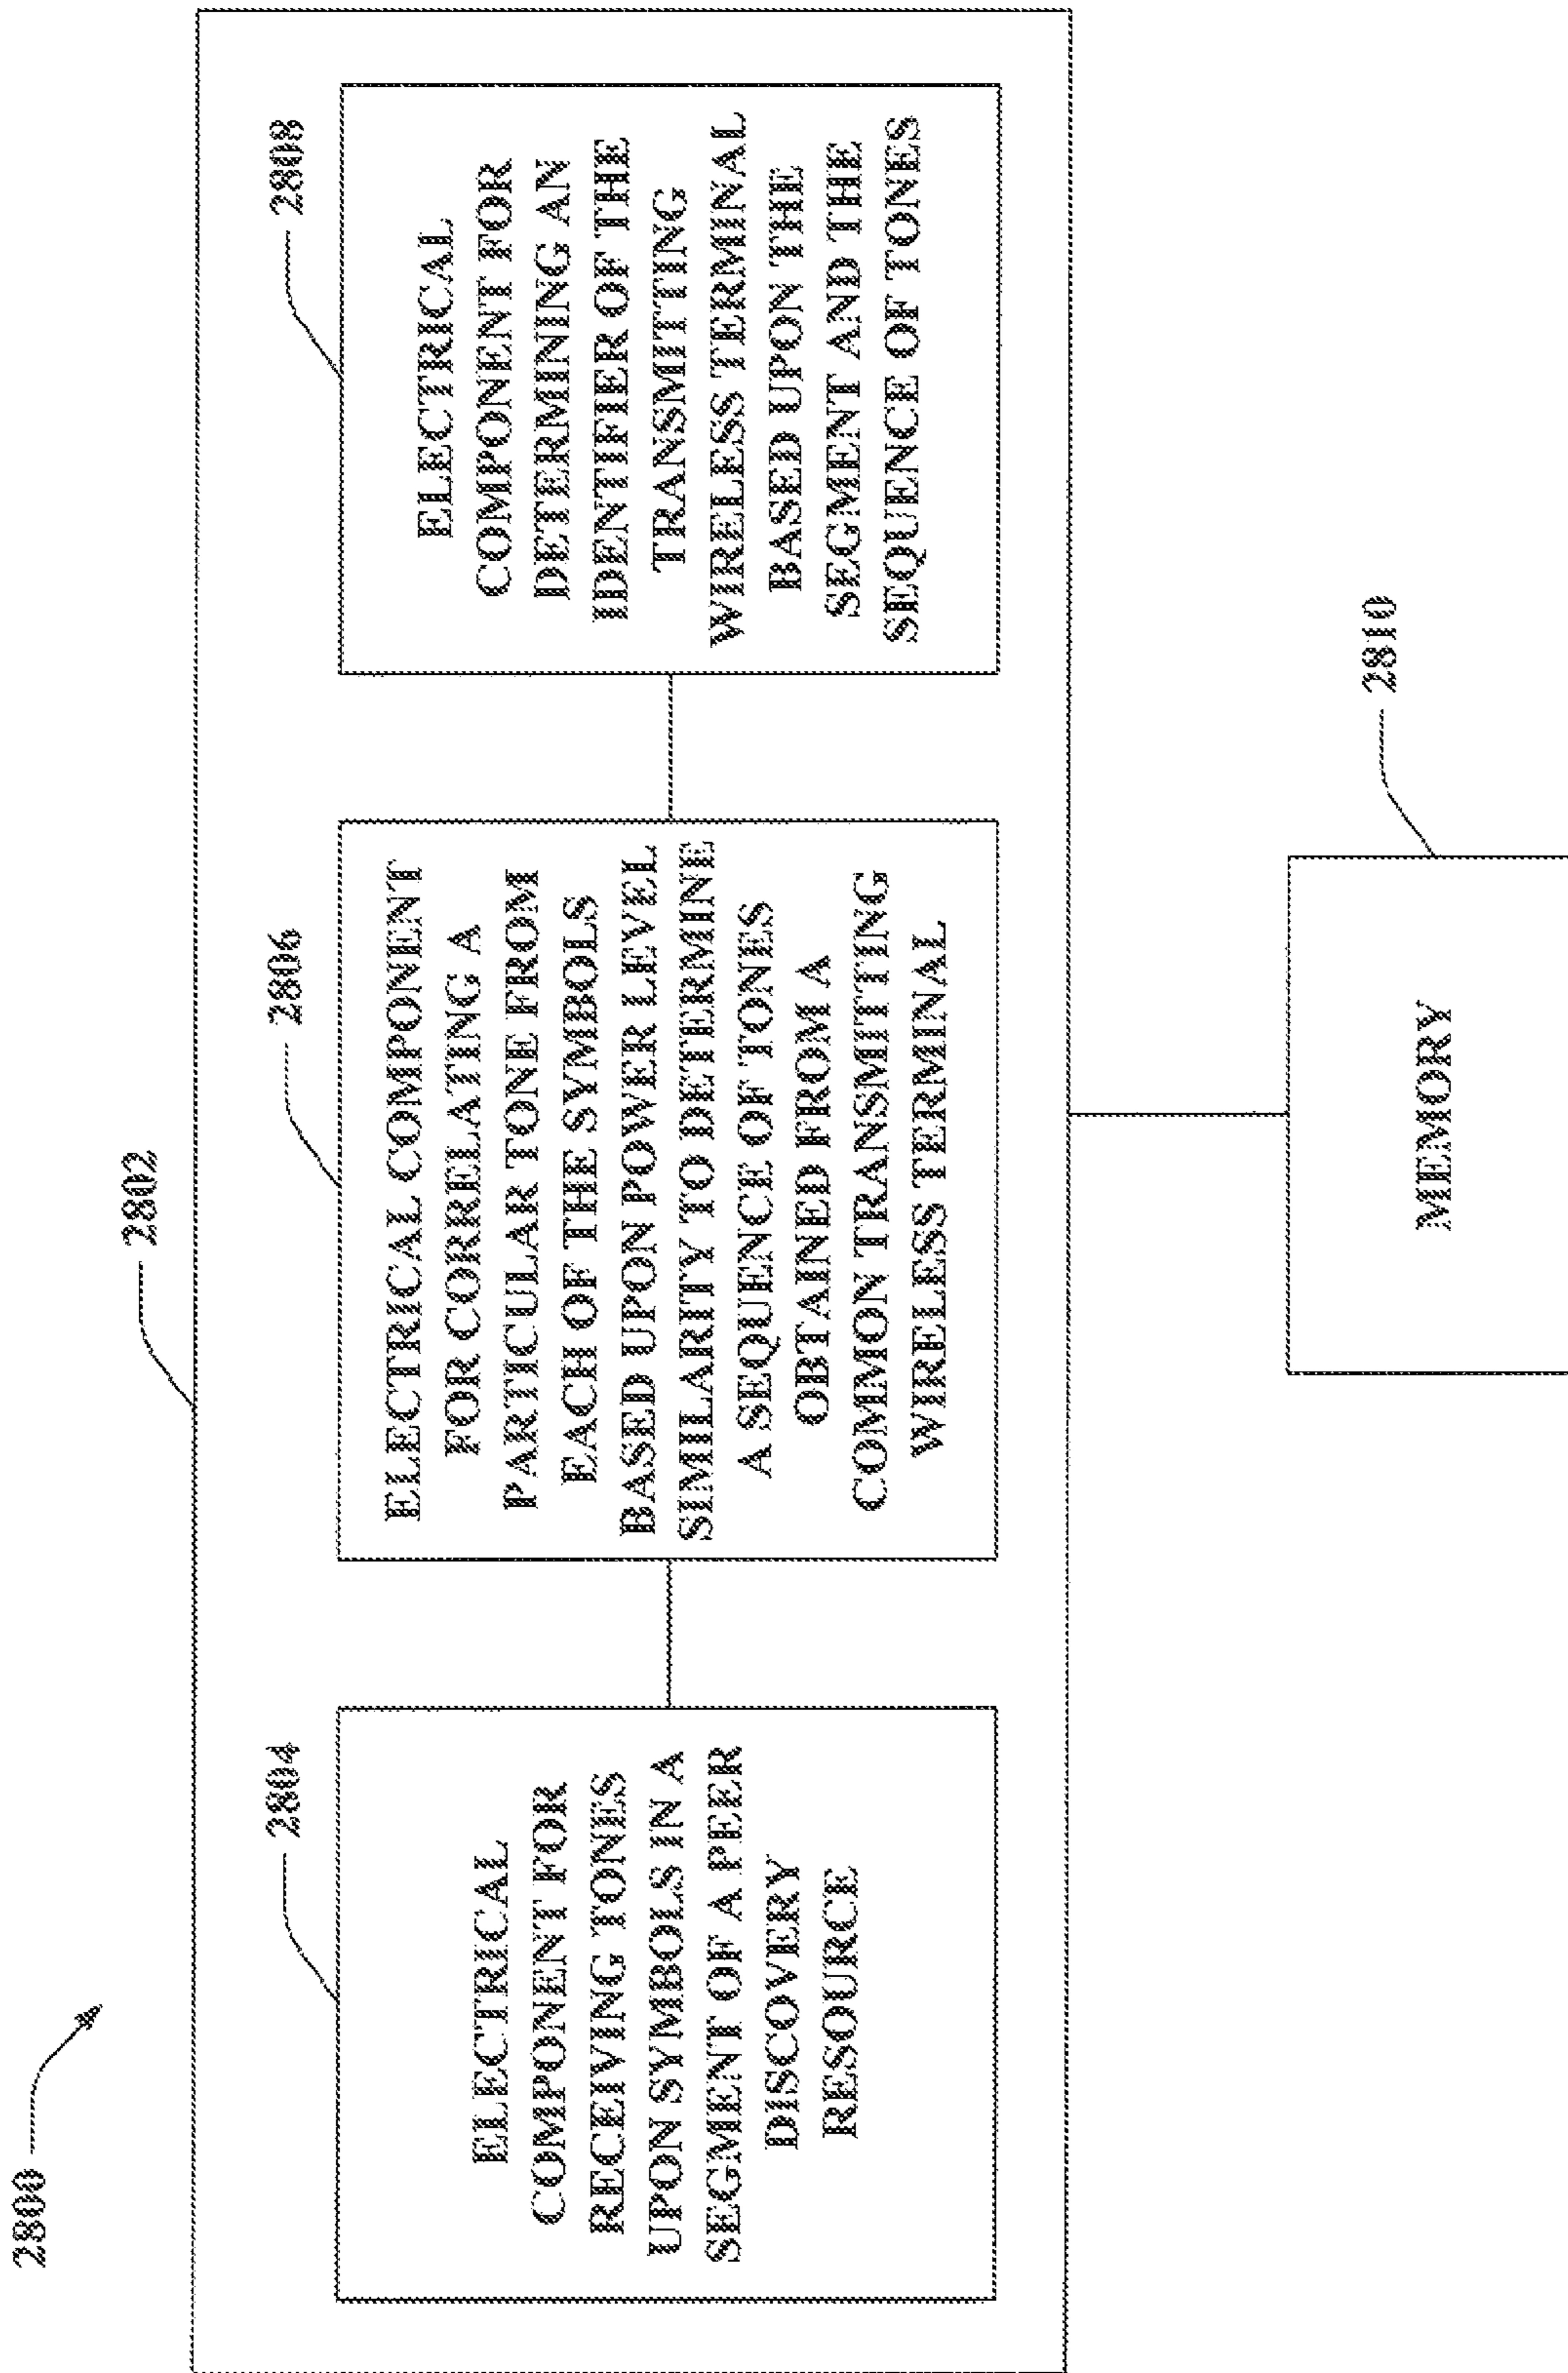 2800
2802
2804
ELECTRICAL
COMPONENT FOR
RECEIVING TONES
UPON SYMBOLS IN A
SEGMENT OF A PEER
DISCOVERY
RESOURCE
2806
ELECTRICAL COMPONENT
FOR CORRELATING A
PARTICULAR TONE FROM
EACH OF THE SYMBOLS
BASED UPON POWER LEVEL
SIMILARITY TO DETERMINE
A SEQUENCE OF TONES
OBTAINED FROM A
COMMON TRANSMITTING
WIRELESS TERMINAL
2808
ELECTRICAL
COMPONENT FOR
DETERMINING AN
IDENTIFIER OF THE
TRANSMITTING
WIRELESS TERMINAL
BASED UPON THE
SEGMENT AND THE
SEQUENCE OF TONES
2810
MEMORY